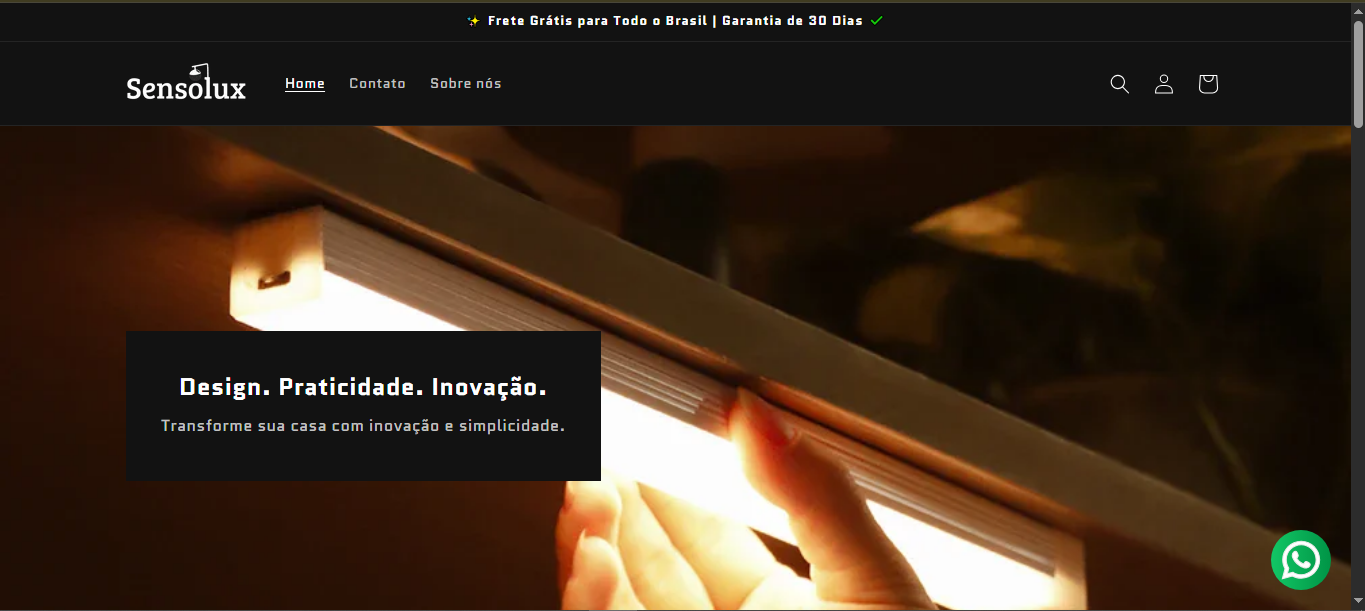 ✨ Frete Grátis para Todo o Brasil | Garantia de 30 Dias ✓
Sensolux
Home
Contato
Sobre nós
Design. Praticidade. Inovação.
Transforme sua casa com inovação e simplicidade.